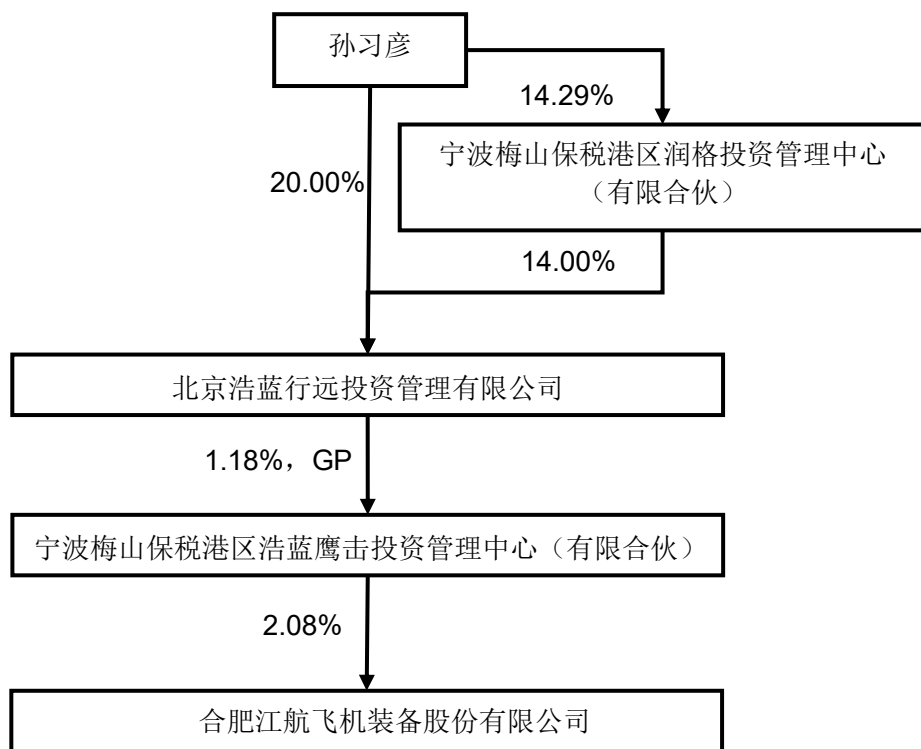 孙习彦
14.29%
宁波梅山保税港区润格投资管理中心
（有限合伙）
20.00%
14.00%
北京浩蓝行远投资管理有限公司
1.18%，GP
宁波梅山保税港区浩蓝鹰击投资管理中心（有限合伙）
2.08%
合肥江航飞机装备股份有限公司